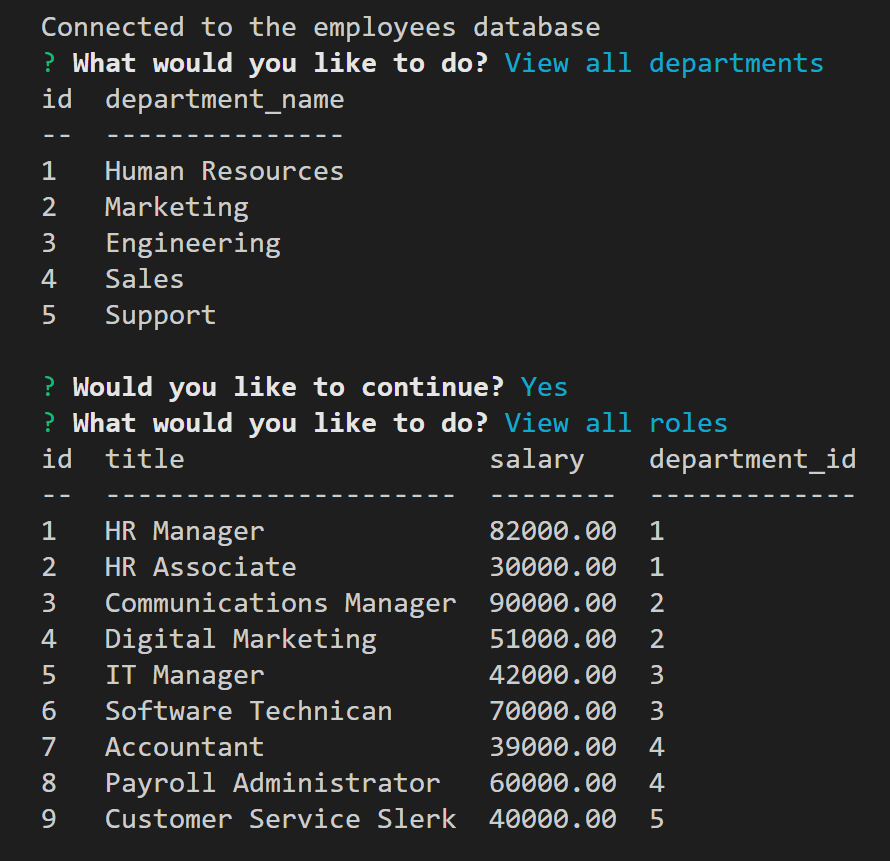 Connected to the employees database
? What would you like to do? View all departments
id  department_name
--  ---------------
1   Human Resources
2   Marketing
3   Engineering
4   Sales
5   Support

? Would you like to continue? Yes
? What would you like to do? View all roles
id  title                   salary    department_id
--  ----------------------  --------  -------------
1   HR Manager              82000.00  1
2   HR Associate            30000.00  1
3   Communications Manager  90000.00  2
4   Digital Marketing       51000.00  2
5   IT Manager              42000.00  3
6   Software Technican      70000.00  3
7   Accountant              39000.00  4
8   Payroll Administrator   60000.00  4
9   Customer Service Slerk  40000.00  5